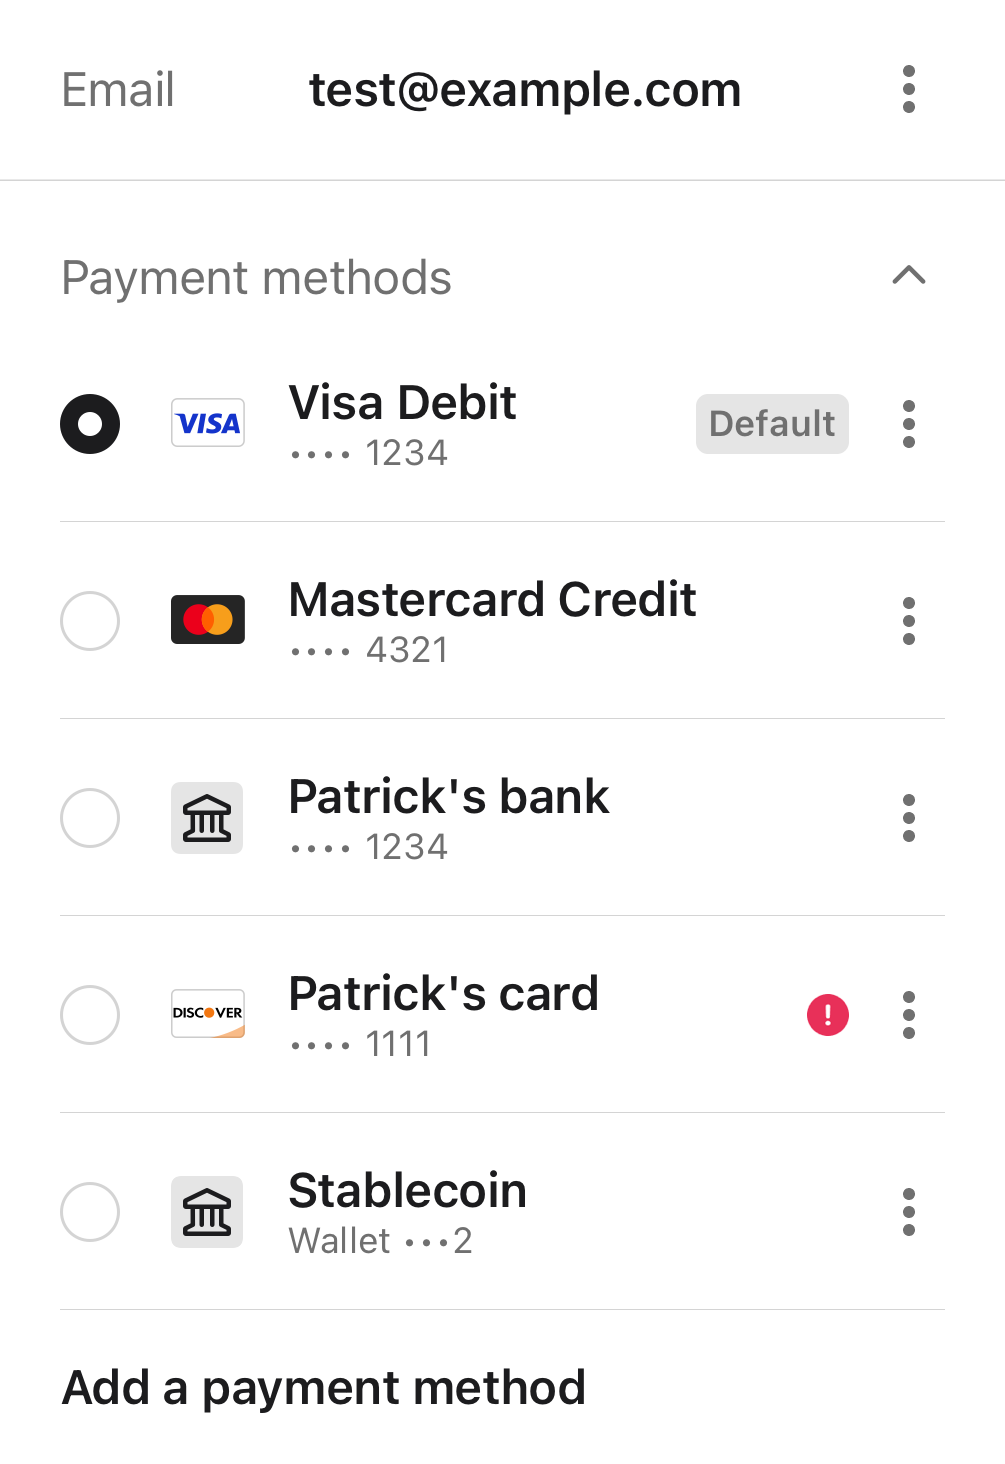 Email test@example.com
Payment methods
VISA Visa Debit Default
•••• 1234
Mastercard Credit
•••• 4321
Patrick's bank
•••• 1234
DISCOVER Patrick's card !
•••• 1111
Stablecoin
Wallet •••2
Add a payment method